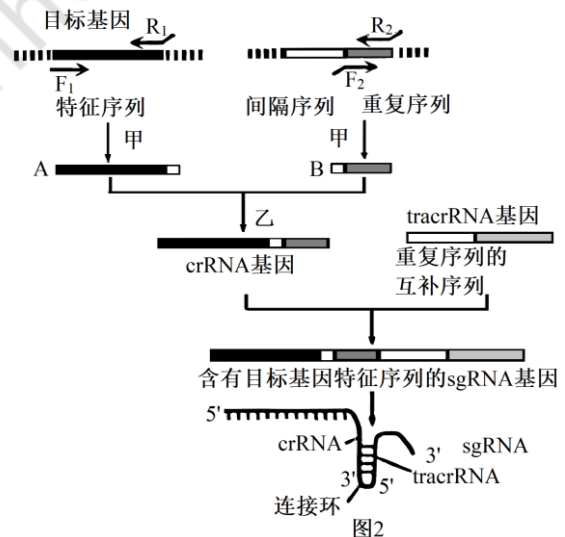 目标基因
R₁
R₂
F₁
F₂
特征序列
间隔序列 重复序列
甲
甲
A
B
乙
tracrRNA基因
crRNA基因
重复序列的
互补序列
含有目标基因特征序列的sgRNA基因
5'
crRNA
3' sgRNA
tracrRNA
3' 5'
连接环
图2